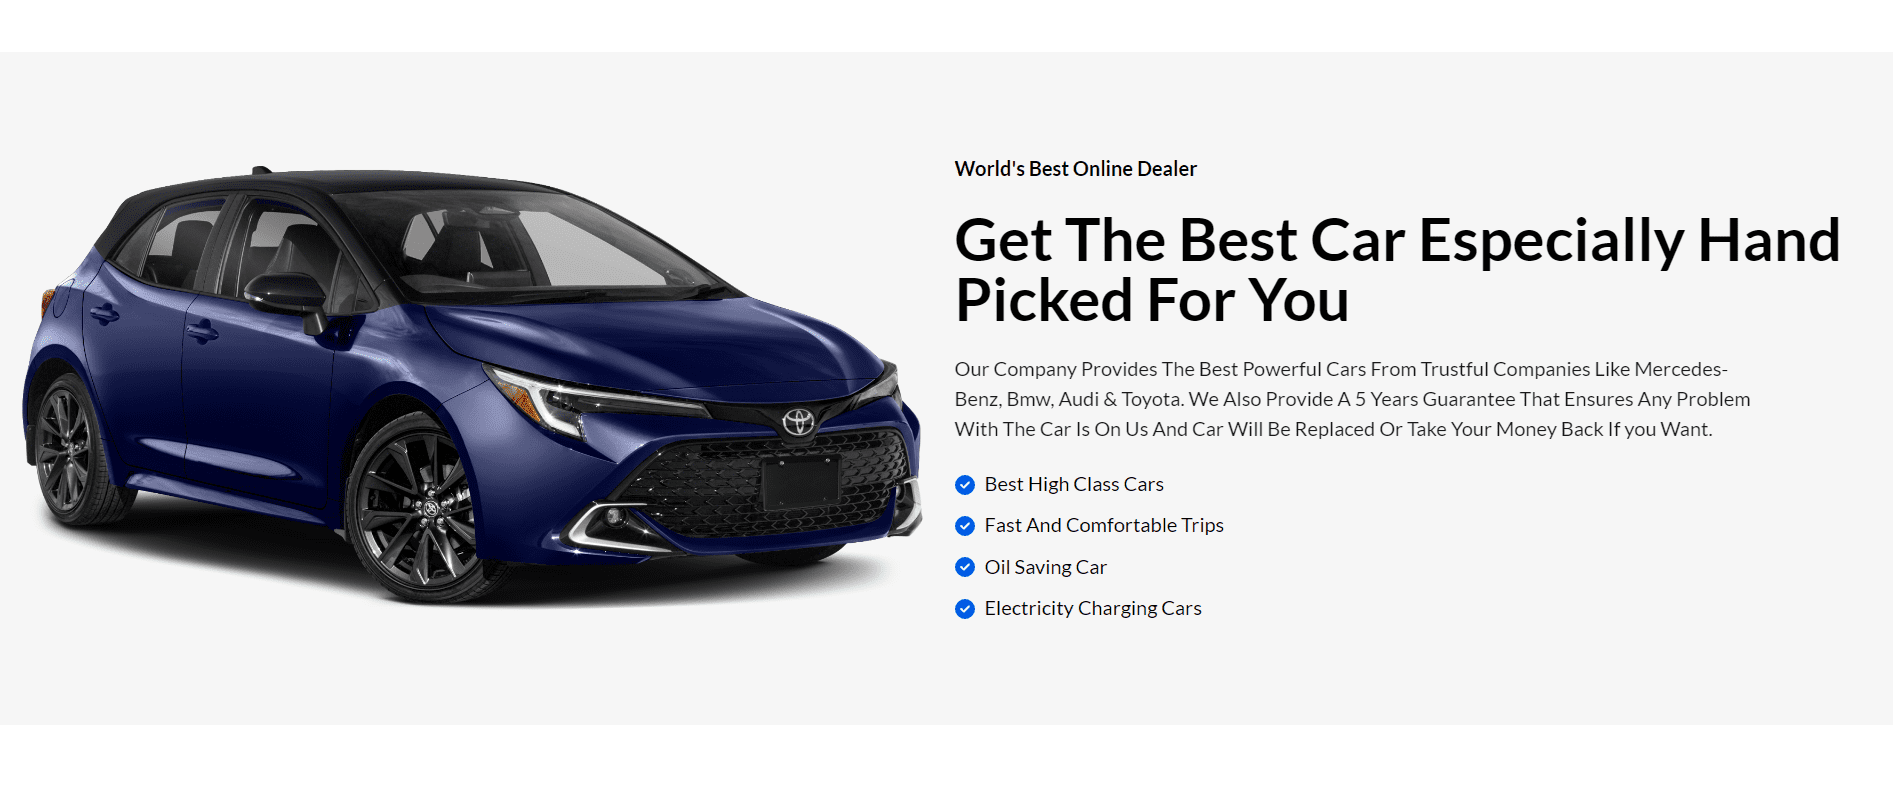 World's Best Online Dealer
Get The Best Car Especially Hand
Picked For You
Our Company Provides The Best Powerful Cars From Trustful Companies Like Mercedes-
Benz, Bmw, Audi & Toyota. We Also Provide A 5 Years Guarantee That Ensures Any Problem
With The Car Is On Us And Car Will Be Replaced Or Take Your Money Back If you Want.
Best High Class Cars
Fast And Comfortable Trips
Oil Saving Car
Electricity Charging Cars